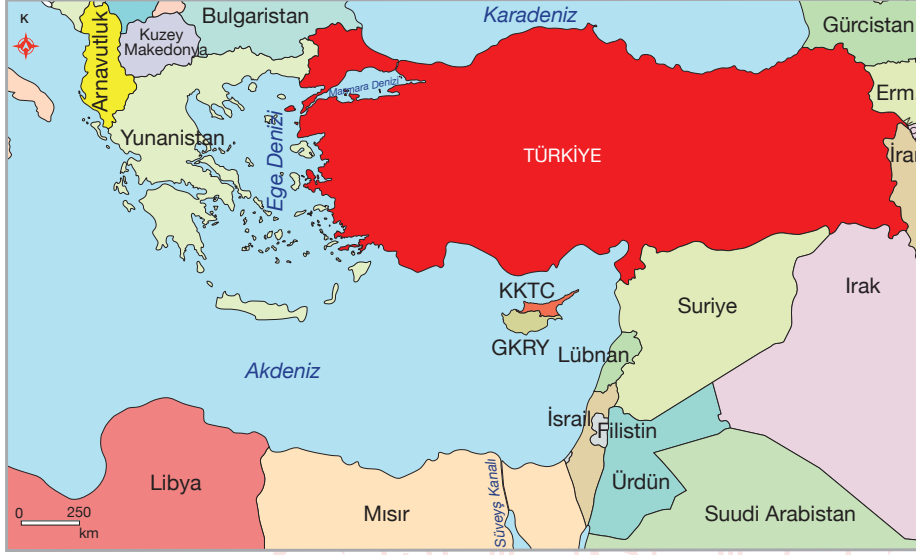 K
Bulgaristan
Karadeniz
Gürcistan
Kuzey
Makedonya
Arnavutluk
Marmara Denizi
Erm.
Yunanistan
Ege Denizi
TÜRKİYE
İran
KKTC
GKRY
Suriye
Irak
Lübnan
Akdeniz
İsrail
Filistin
Libya
Mısır
Süveyş Kanalı
Ürdün
Suudi Arabistan
0 250
km